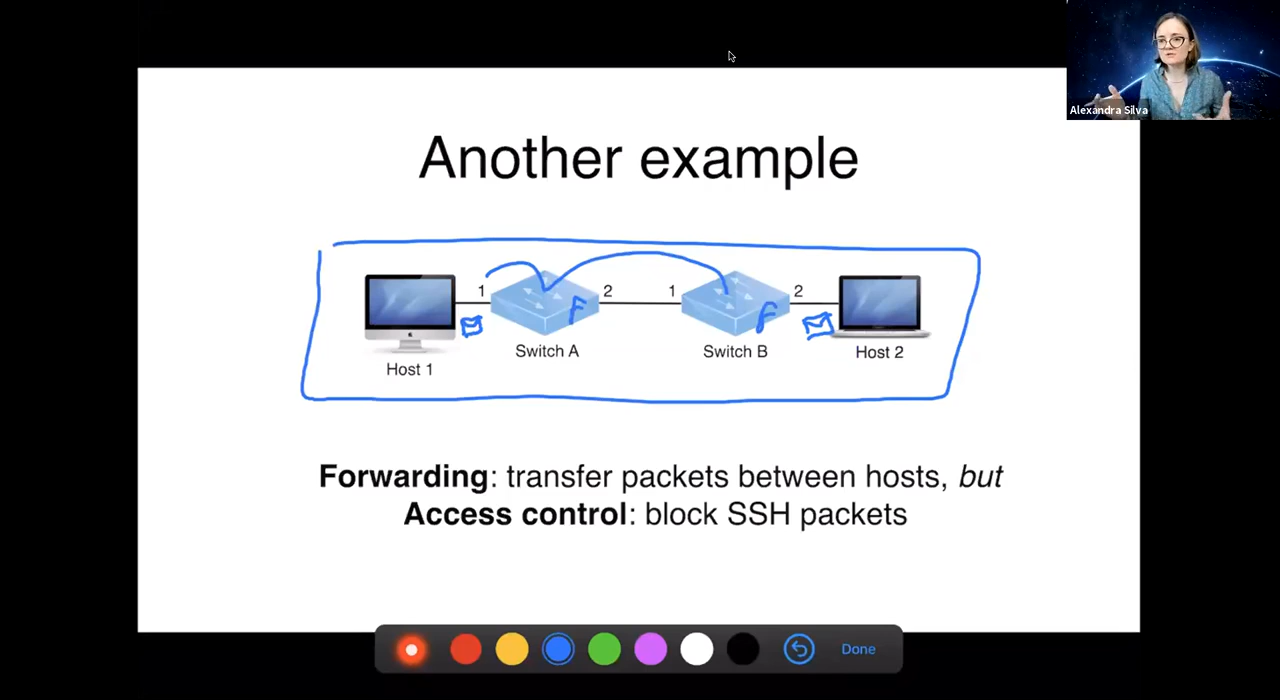 Alexandra Silva
Another example
1
2
1
2
F
F
Switch A
Switch B
Host 2
Host 1
Forwarding: transfer packets between hosts, but
Access control: block SSH packets
Done